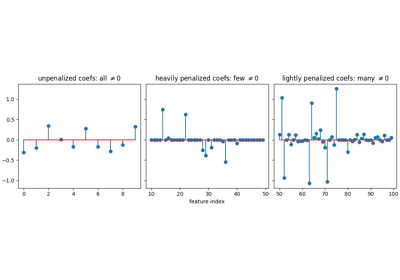 unpenalized coefs: all ≠0
heavily penalized coefs: few ≠0
lightly penalized coefs: many ≠0
1.0
0.5
0.0
−0.5
−1.0
0 2 4 6 8
10 20 30 40 50
50 60 70 80 90 100
feature index